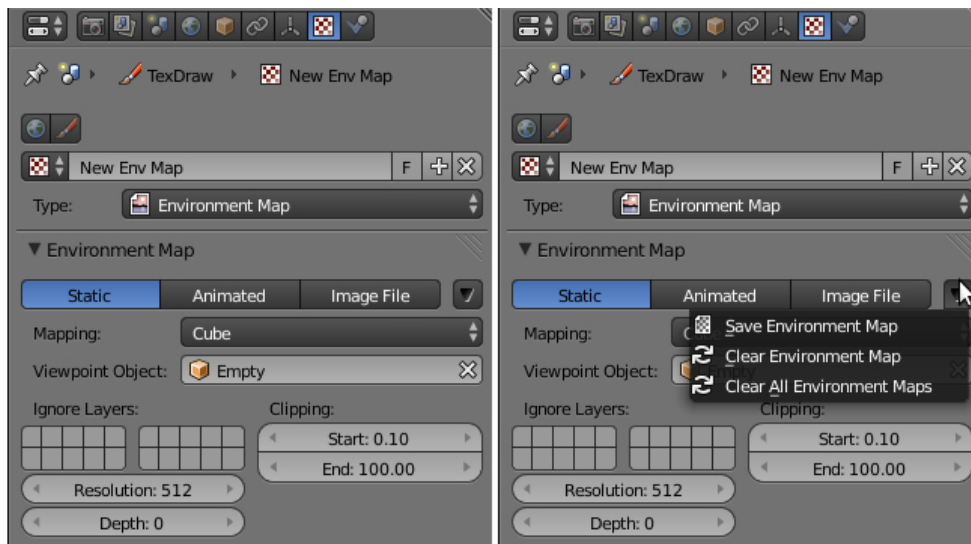 TexDraw New Env Map
New Env Map F
Type: Environment Map
Environment Map
Static Animated Image File
Mapping: Cube
Viewpoint Object: Empty
Ignore Layers: Clipping:
Start: 0.10
End: 100.00
Resolution: 512
Depth: 0
TexDraw New Env Map
New Env Map F
Type: Environment Map
Environment Map
Static Animated Image File
Save Environment Map
Mapping:
Clear Environment Map
Viewpoint Object:
Clear All Environment Maps
Ignore Layers: Clipping:
Start: 0.10
End: 100.00
Resolution: 512
Depth: 0